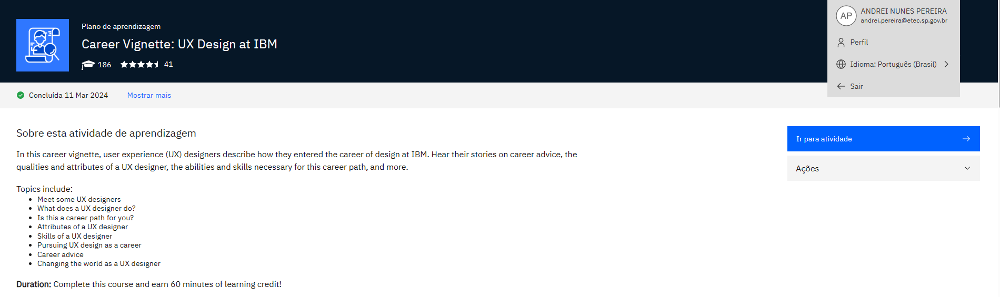 Plano de aprendizagem
Career Vignette: UX Design at IBM
186 41
AP ANDREI NUNES PEREIRA
andrei.pereira@etec.sp.gov.br
Perfil
Idioma: Português (Brasil)
Sair
Concluída 11 Mar 2024 Mostrar mais
Sobre esta atividade de aprendizagem
In this career vignette, user experience (UX) designers describe how they entered the career of design at IBM. Hear their stories on career advice, the
qualities and attributes of a UX designer, the abilities and skills necessary for this career path, and more.
Topics include:
• Meet some UX designers
• What does a UX designer do?
• Is this a career path for you?
• Attributes of a UX designer
• Skills of a UX designer
• Pursuing UX design as a career
• Career advice
• Changing the world as a UX designer
Duration: Complete this course and earn 60 minutes of learning credit!
Ir para atividade
Ações